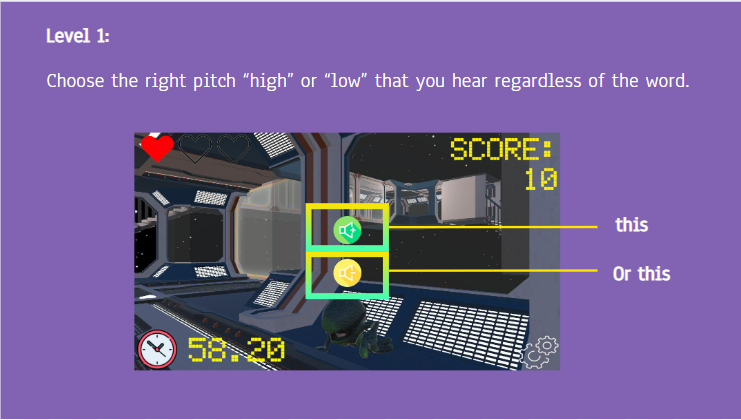 Level 1:
Choose the right pitch “high” or “low” that you hear regardless of the word.
SCORE:
10
this
Or this
58.20